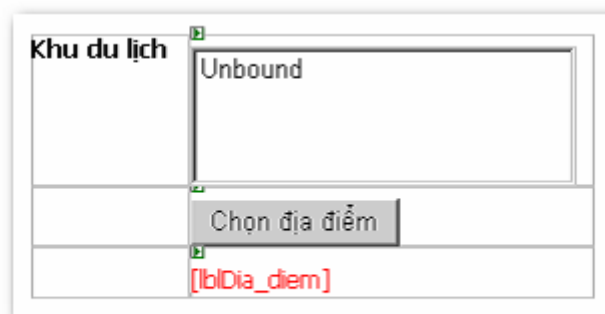 Khu du lịch
Unbound
Chọn địa điểm
[lblDia_diem]